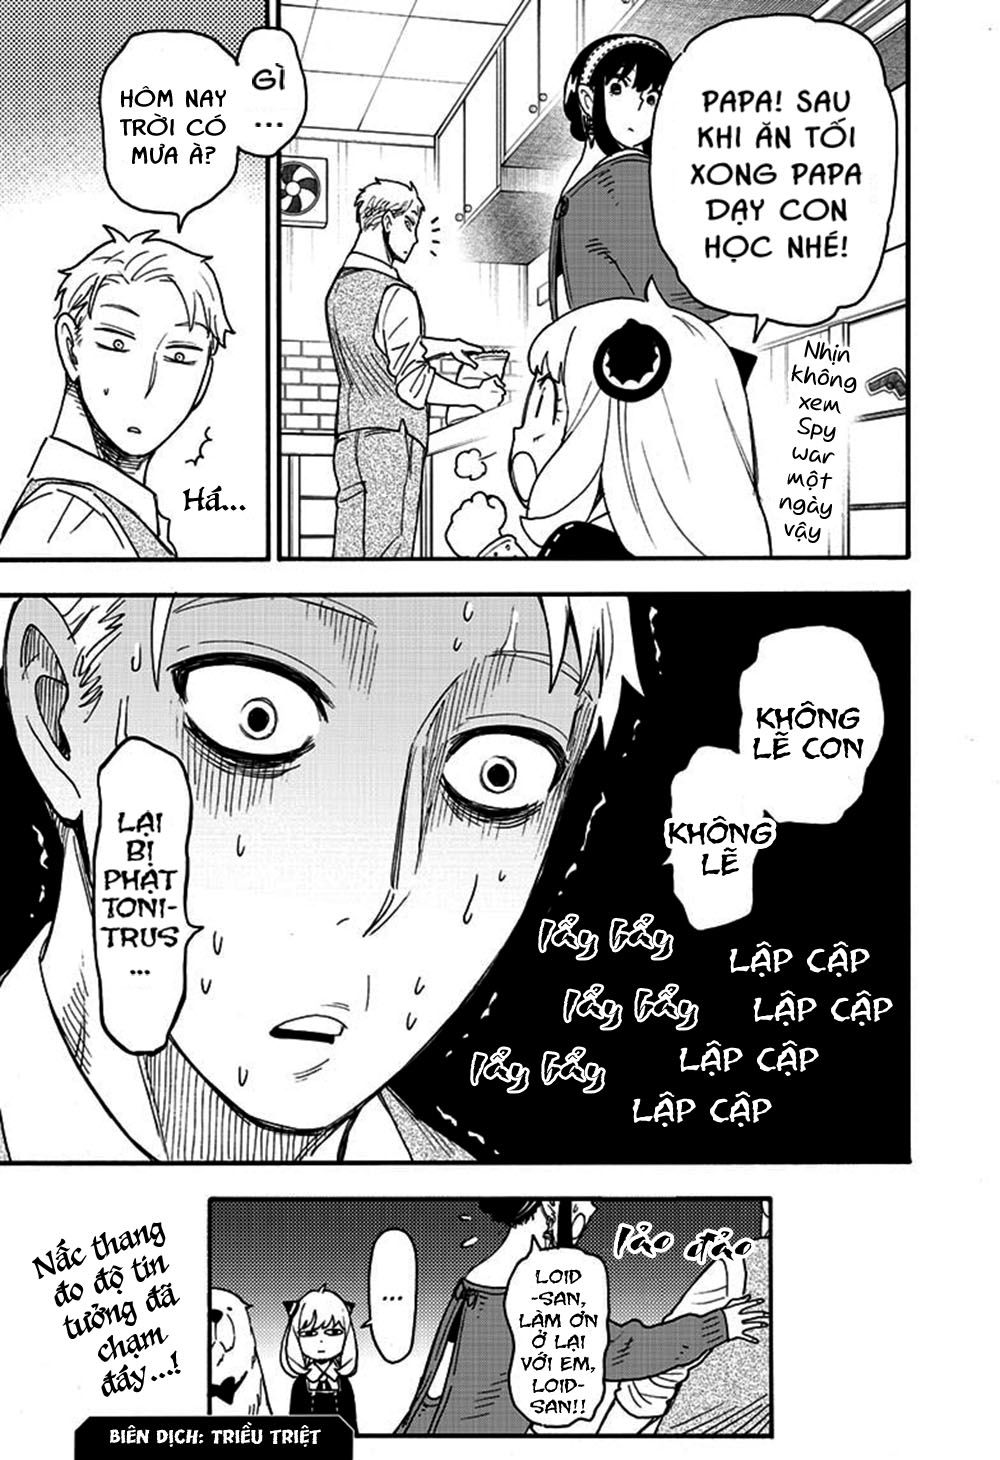 PAPA! SAU
KHI ĂN TỐI
XONG PAPA
DẠY CON
HỌC NHÉ!
Nhịn
không
xem
Spy
war
một
ngày
vậy
GÌ
...
HÔM NAY
TRỜI CÓ
MƯA À?
Há...
KHÔNG
LẼ CON
KHÔNG
LẼ
LẠI
BỊ
PHẠT
TONI-
TRUS
...
lẩy bẩy
LẬP CẬP
lẩy bẩy
LẬP CẬP
lẩy bẩy
LẬP CẬP
LẬP CẬP
lảo đảo
LOID
-SAN,
LÀM ƠN
Ở LẠI
VỚI EM,
LOID-
SAN!!
...
Nấc thang
đo độ tin
tưởng đã
chạm
đáy...!
BIÊN DỊCH: TRIỀU TRIỆT